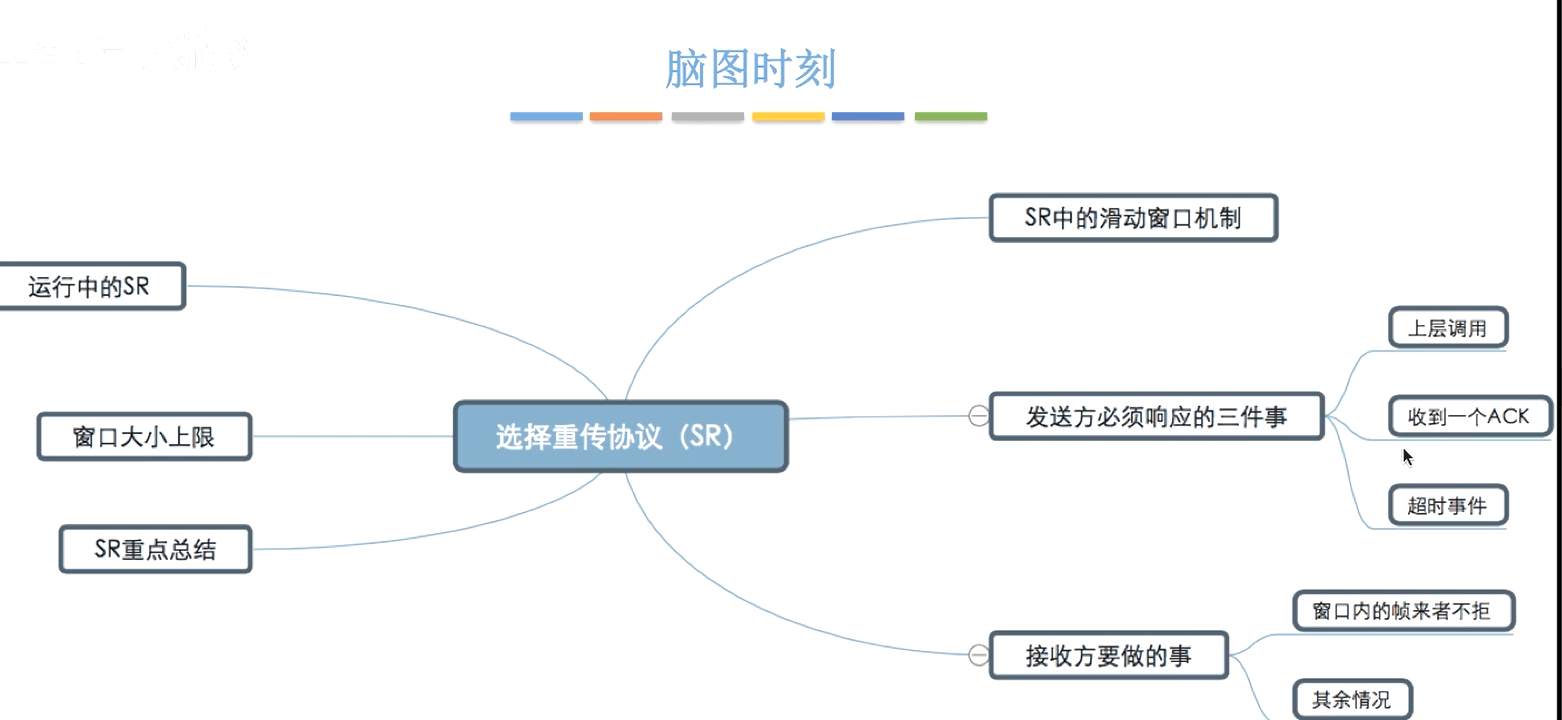 脑图时刻
SR中的滑动窗口机制
运行中的SR
上层调用
窗口大小上限
选择重传协议（SR）
发送方必须响应的三件事
收到一个ACK
超时事件
SR重点总结
窗口内的帧来者不拒
接收方要做的事
其余情况